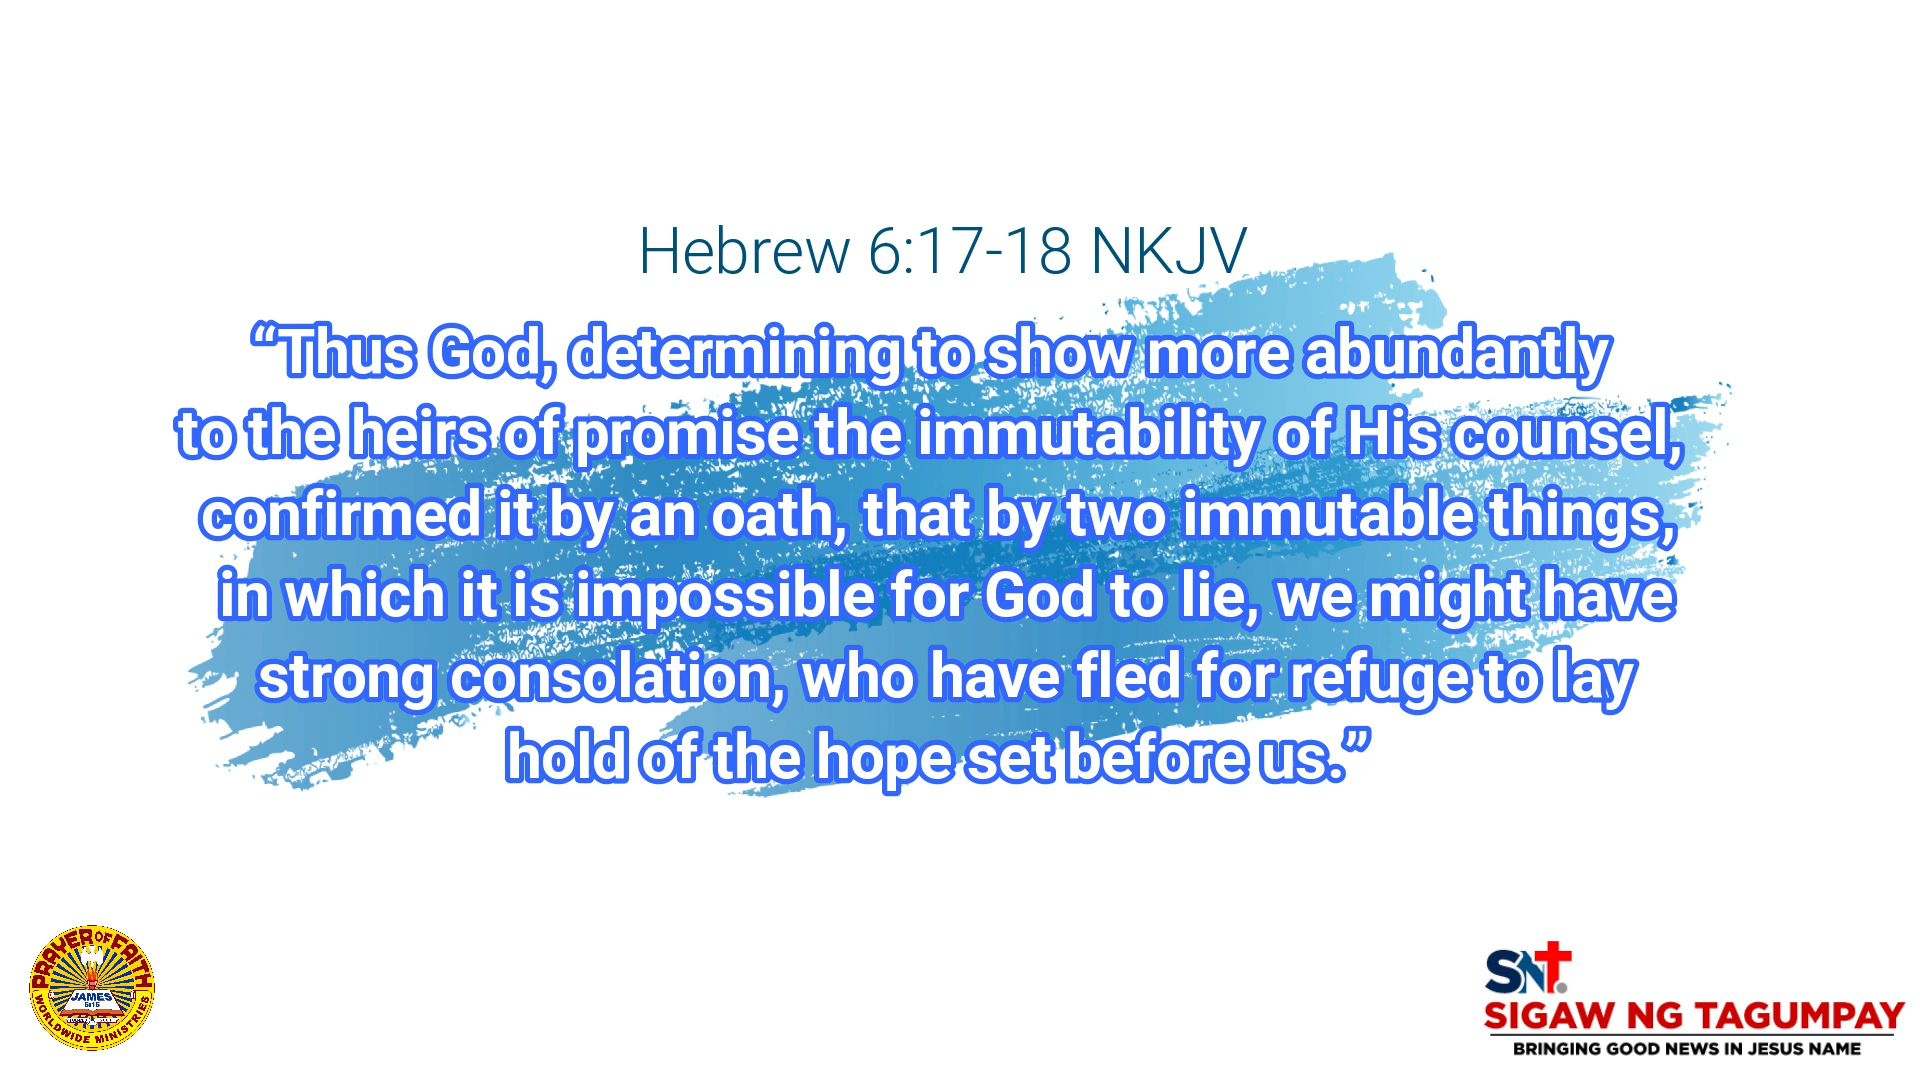 Hebrew 6:17-18 NKJV
“Thus God, determining to show more abundantly
to the heirs of promise the immutability of His counsel,
confirmed it by an oath, that by two immutable things,
in which it is impossible for God to lie, we might have
strong consolation, who have fled for refuge to lay
hold of the hope set before us.”
PRAYER OF FAITH
JAMES
5:15
WORLDWIDE MINISTRIES
SNT.
SIGAW NG TAGUMPAY
BRINGING GOOD NEWS IN JESUS NAME